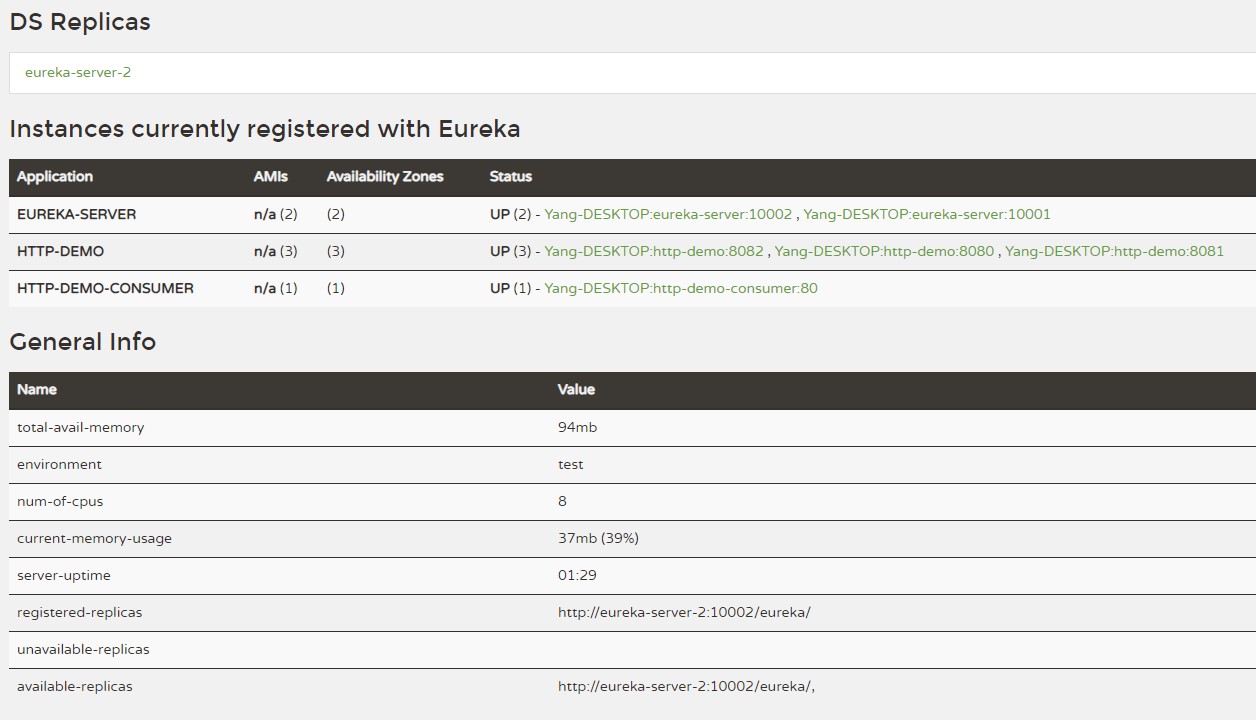 DS Replicas
eureka-server-2
Instances currently registered with Eureka
Application AMIs Availability Zones Status
EUREKA-SERVER n/a (2) (2) UP (2) - Yang-DESKTOP:eureka-server:10002 , Yang-DESKTOP:eureka-server:10001
HTTP-DEMO n/a (3) (3) UP (3) - Yang-DESKTOP:http-demo:8082 , Yang-DESKTOP:http-demo:8080 , Yang-DESKTOP:http-demo:8081
HTTP-DEMO-CONSUMER n/a (1) (1) UP (1) - Yang-DESKTOP:http-demo-consumer:80
General Info
Name Value
total-avail-memory 94mb
environment test
num-of-cpus 8
current-memory-usage 37mb (39%)
server-uptime 01:29
registered-replicas http://eureka-server-2:10002/eureka/
unavailable-replicas
available-replicas http://eureka-server-2:10002/eureka/,